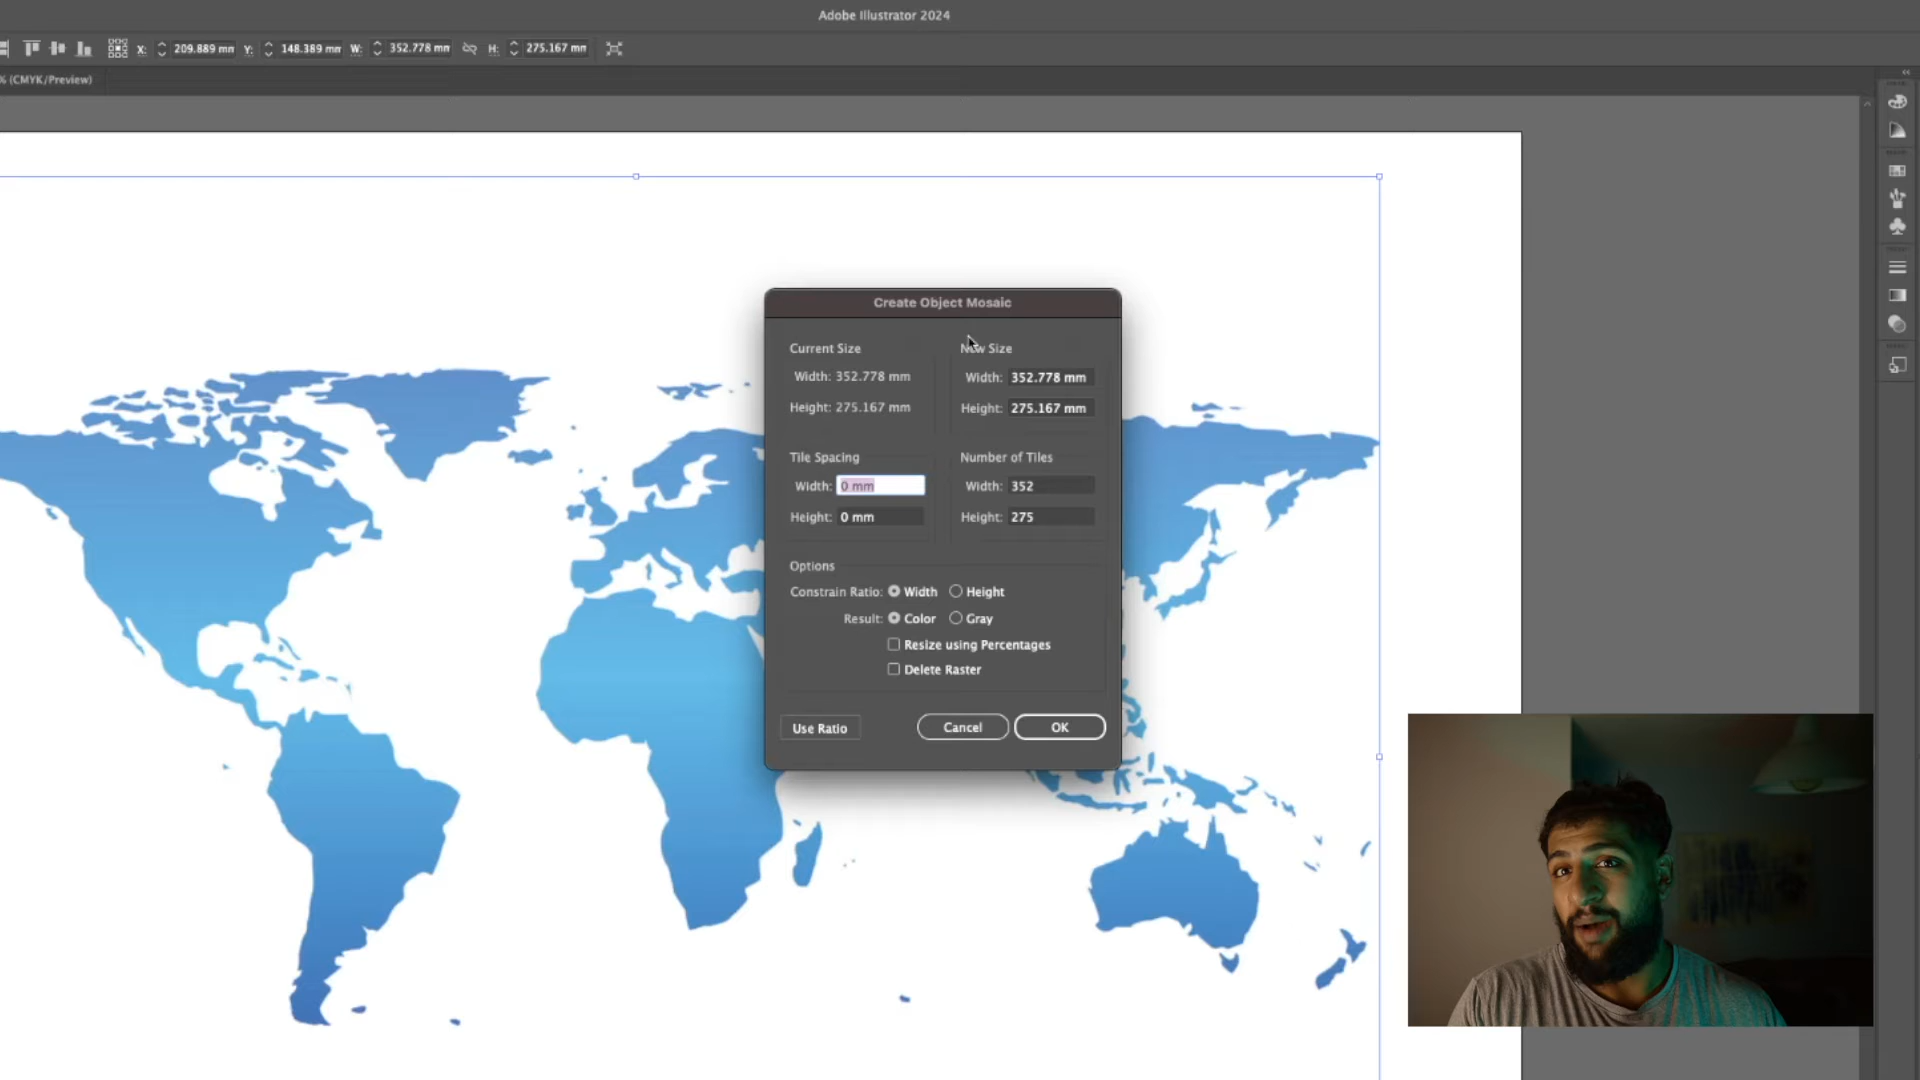 Adobe Illustrator 2024
X: 209.889 mm Y: 148.389 mm W: 352.778 mm H: 275.167 mm
% (CMYK/Preview)
Create Object Mosaic
Current Size
Width: 352.778 mm
Height: 275.167 mm
New Size
Width: 352.778 mm
Height: 275.167 mm
Tile Spacing
Width: 0 mm
Height: 0 mm
Number of Tiles
Width: 352
Height: 275
Options
Constrain Ratio: Width Height
Result: Color Gray
Resize using Percentages
Delete Raster
Use Ratio
Cancel
OK